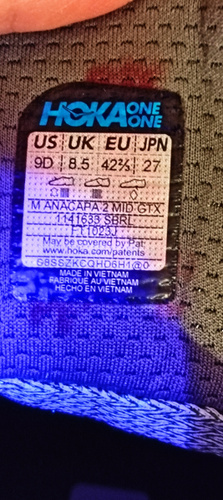 HOKA ONE ONE
US UK EU JPN
9D 8.5 42⅔ 27
M ANACAPA 2 MID GTX
1141633 SBRL
F11023J
May be covered by Pat:
www.hoka.com/patents
MADE IN VIETNAM
FABRIQUÉ AU VIETNAM
HECHO EN VIETNAM